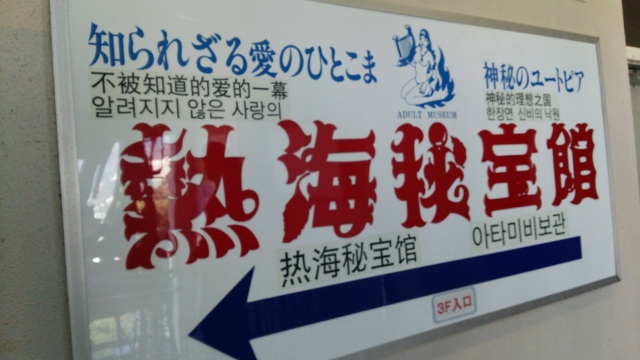 知られざる愛のひとこま
不被知道的爱的一幕
알려지지 않은 사랑의
ADULT MUSEUM
神秘のユートピア
神秘的理想之国
한장면 신비의 낙원
熱海秘宝館
热海秘宝馆
아타미비보관
3F入口